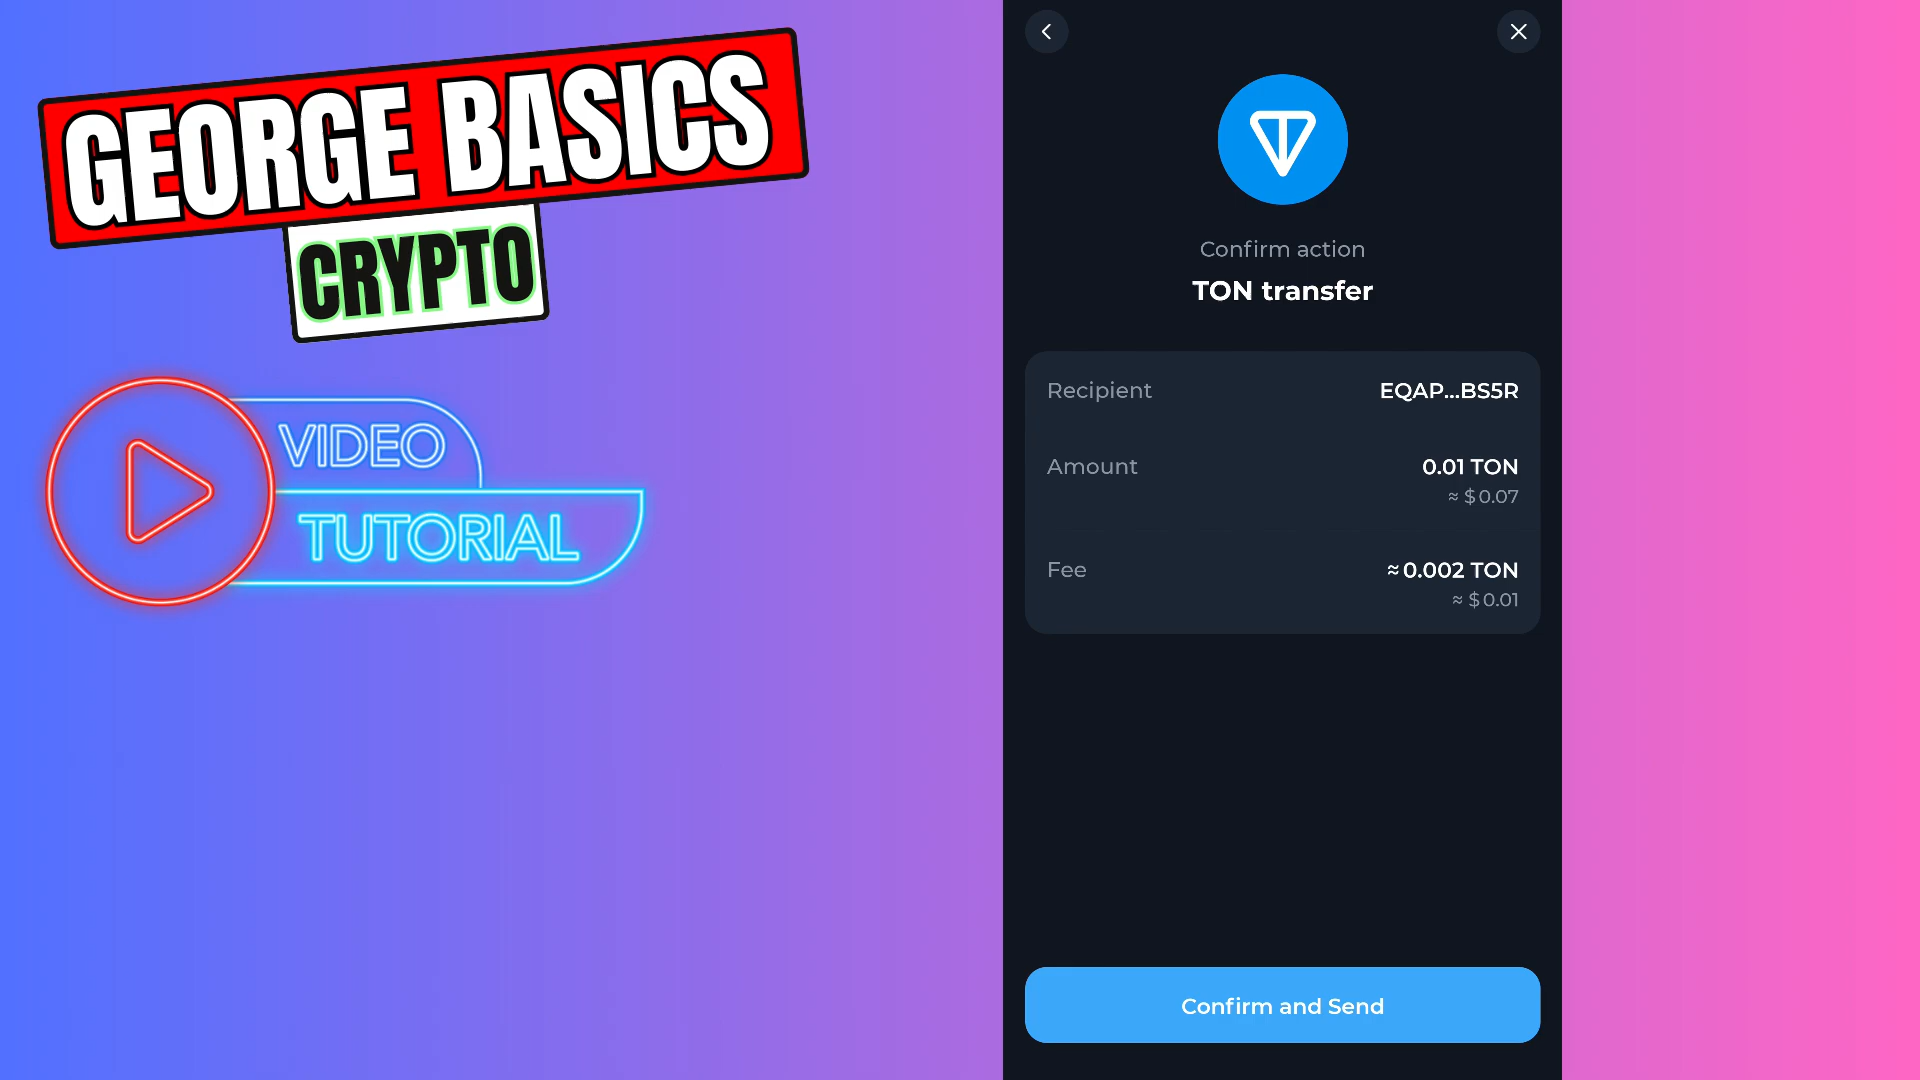 GEORGE BASICS
CRYPTO
VIDEO
TUTORIAL
Confirm action
TON transfer
Recipient EQAP...BS5R
Amount 0.01 TON
≈ $0.07
Fee ≈ 0.002 TON
≈ $0.01
Confirm and Send